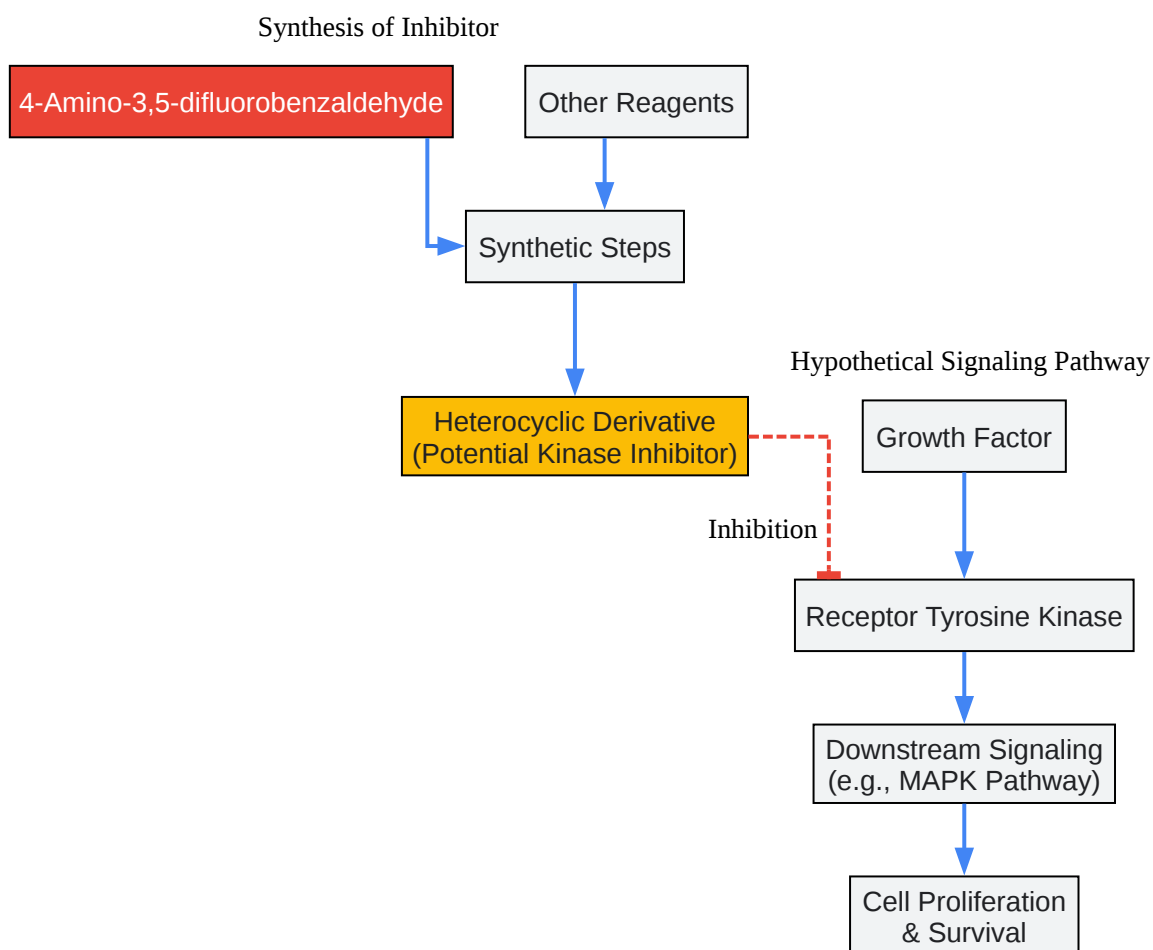 Synthesis of Inhibitor
4-Amino-3,5-difluorobenzaldehyde
Other Reagents
Synthetic Steps
Heterocyclic Derivative
(Potential Kinase Inhibitor)
Hypothetical Signaling Pathway
Growth Factor
Inhibition
Receptor Tyrosine Kinase
Downstream Signaling
(e.g., MAPK Pathway)
Cell Proliferation
& Survival